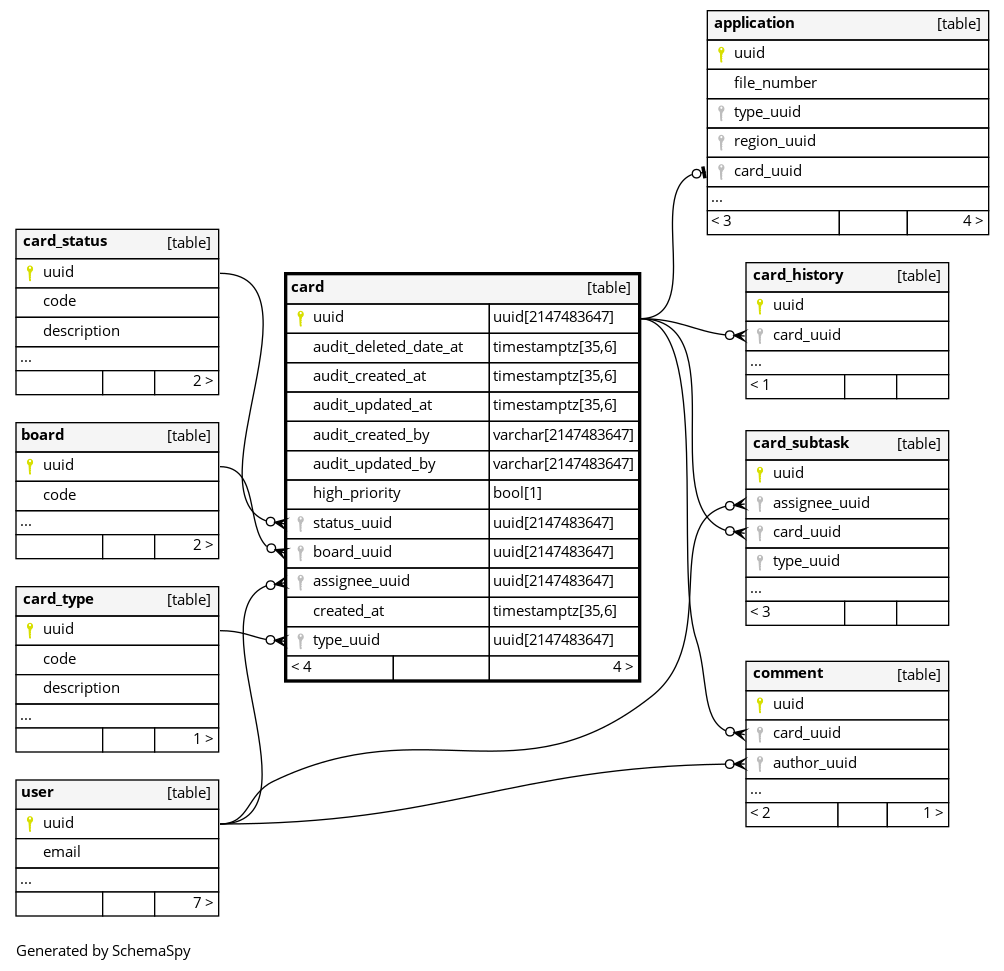 application [table]
uuid
file_number
type_uuid
region_uuid
card_uuid
...
< 3 4 >
card_status [table]
uuid
code
description
...
2 >
board [table]
uuid
code
...
2 >
card_type [table]
uuid
code
description
...
1 >
user [table]
uuid
email
...
7 >
card [table]
uuid uuid[2147483647]
audit_deleted_date_at timestamptz[35,6]
audit_created_at timestamptz[35,6]
audit_updated_at timestamptz[35,6]
audit_created_by varchar[2147483647]
audit_updated_by varchar[2147483647]
high_priority bool[1]
status_uuid uuid[2147483647]
board_uuid uuid[2147483647]
assignee_uuid uuid[2147483647]
created_at timestamptz[35,6]
type_uuid uuid[2147483647]
< 4 4 >
card_history [table]
uuid
card_uuid
...
< 1
card_subtask [table]
uuid
assignee_uuid
card_uuid
type_uuid
...
< 3
comment [table]
uuid
card_uuid
author_uuid
...
< 2 1 >
Generated by SchemaSpy